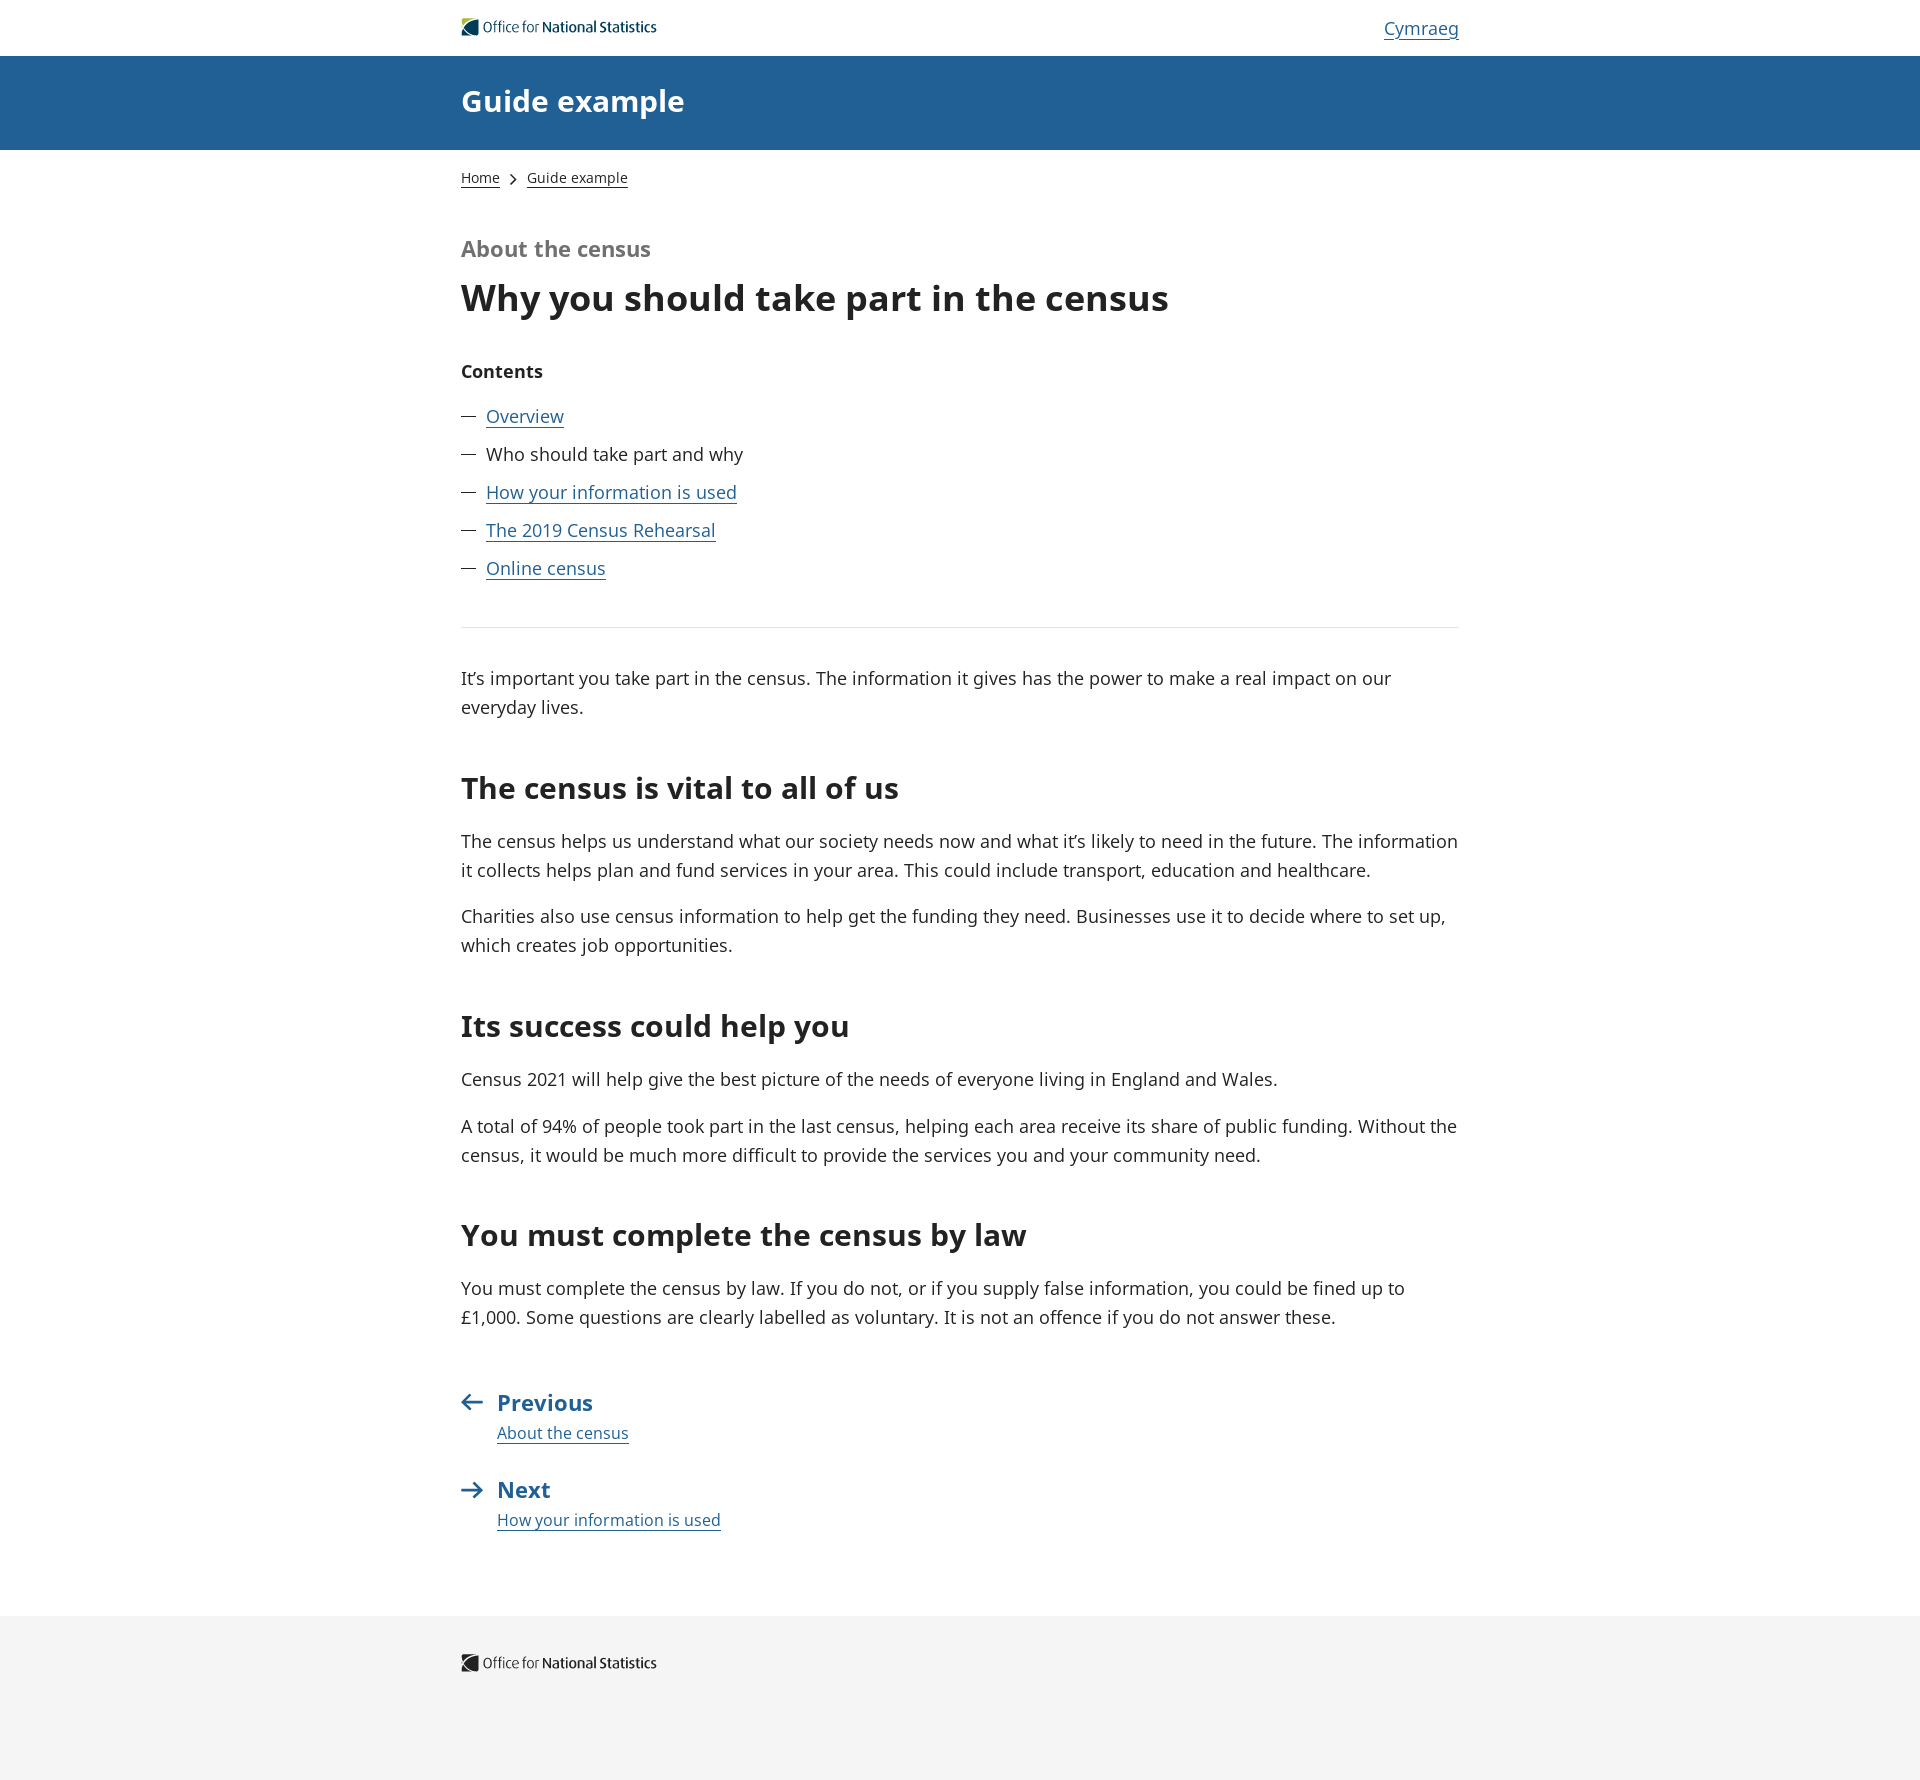 Office for National Statistics
Cymraeg
Guide example
Home
Guide example
About the census
Why you should take part in the census
Contents
— Overview
— Who should take part and why
— How your information is used
— The 2019 Census Rehearsal
— Online census
It’s important you take part in the census. The information it gives has the power to make a real impact on our
everyday lives.
The census is vital to all of us
The census helps us understand what our society needs now and what it’s likely to need in the future. The information
it collects helps plan and fund services in your area. This could include transport, education and healthcare.
Charities also use census information to help get the funding they need. Businesses use it to decide where to set up,
which creates job opportunities.
Its success could help you
Census 2021 will help give the best picture of the needs of everyone living in England and Wales.
A total of 94% of people took part in the last census, helping each area receive its share of public funding. Without the
census, it would be much more difficult to provide the services you and your community need.
You must complete the census by law
You must complete the census by law. If you do not, or if you supply false information, you could be fined up to
£1,000. Some questions are clearly labelled as voluntary. It is not an offence if you do not answer these.
Previous
About the census
Next
How your information is used
Office for National Statistics